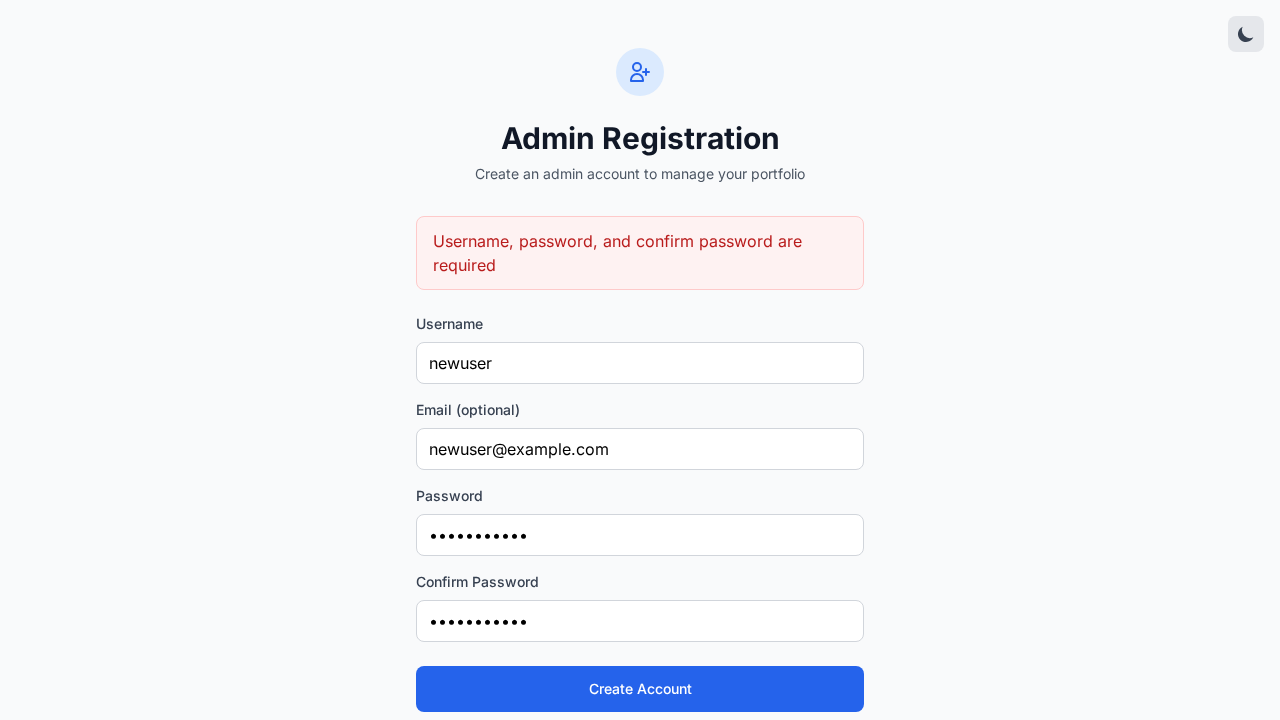 Admin Registration
Create an admin account to manage your portfolio
Username, password, and confirm password are
required
Username
newuser
Email (optional)
newuser@example.com
Password
•••••••••••
Confirm Password
•••••••••••
Create Account